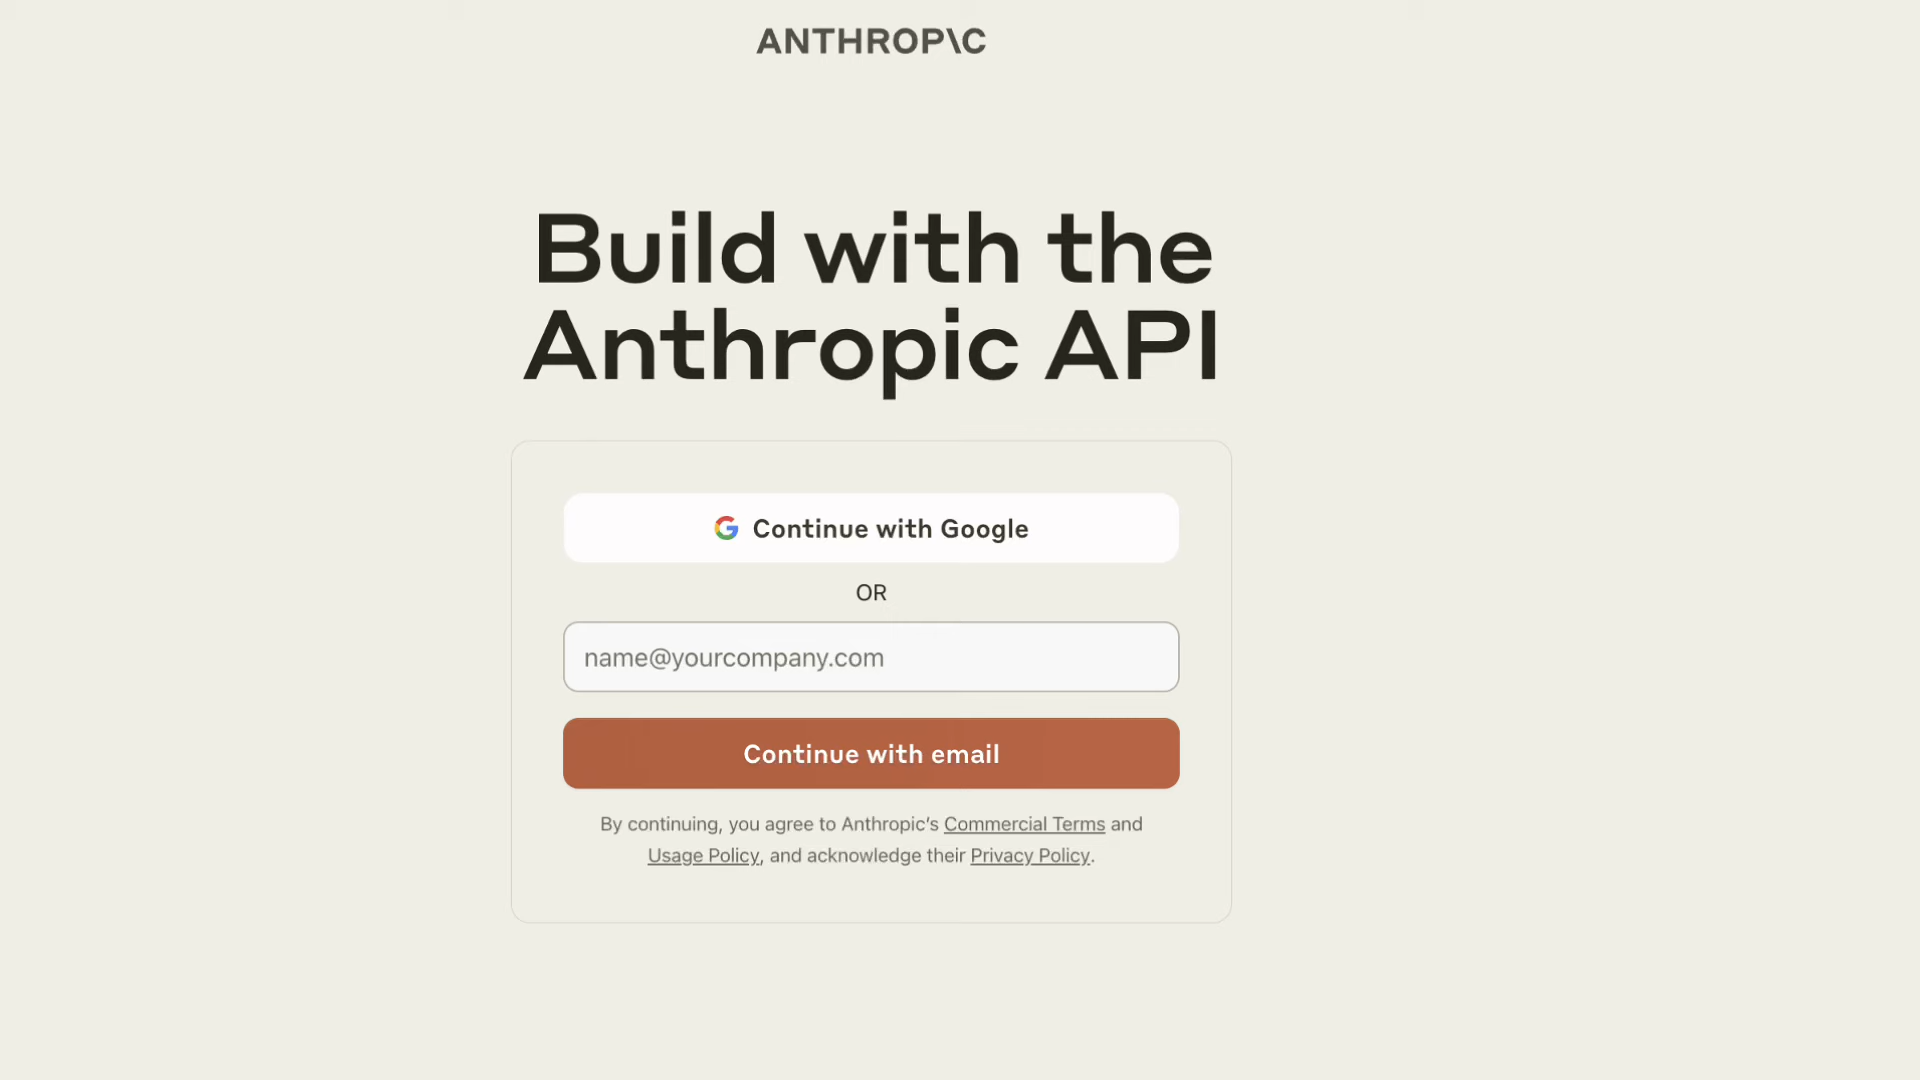 ANTHROP\C
Build with the
Anthropic API
Continue with Google
OR
name@yourcompany.com
Continue with email
By continuing, you agree to Anthropic’s Commercial Terms and
Usage Policy, and acknowledge their Privacy Policy.